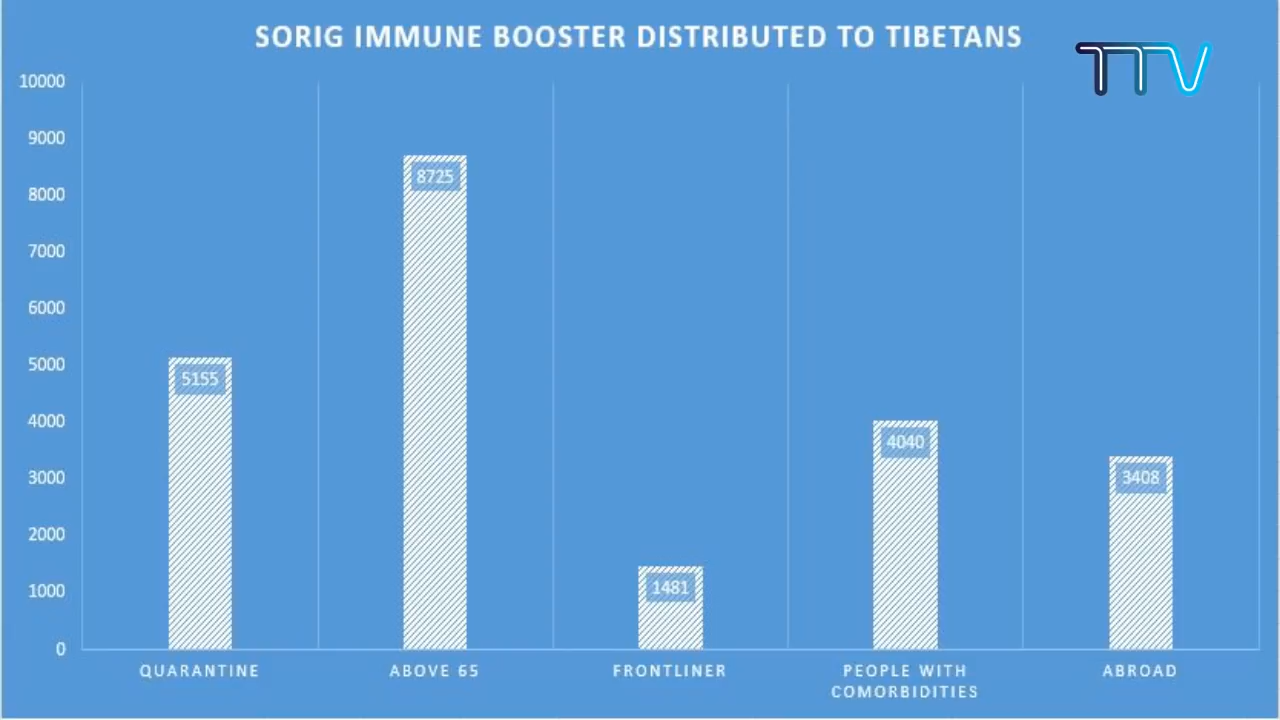 SORIG IMMUNE BOOSTER DISTRIBUTED TO TIBETANS
TTV
10000
9000
8000
7000
6000
5000
4000
3000
2000
1000
0
5155
8725
1481
4040
3408
QUARANTINE
ABOVE 65
FRONTLINER
PEOPLE WITH
COMORBIDITIES
ABROAD